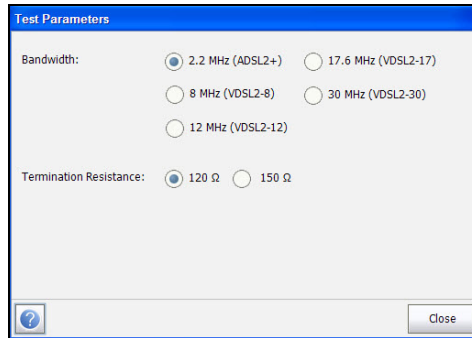 Test Parameters
Bandwidth: 2.2 MHz (ADSL2+) 17.6 MHz (VDSL2-17)
8 MHz (VDSL2-8) 30 MHz (VDSL2-30)
12 MHz (VDSL2-12)
Termination Resistance: 120 Ω 150 Ω
?
Close